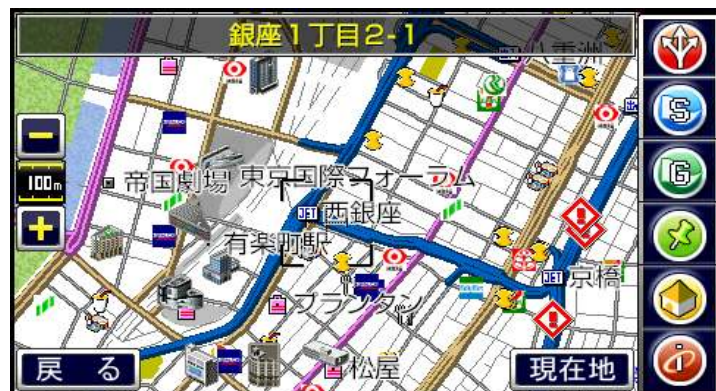 銀座1丁目2-1
八重洲
100m
帝国劇場
東京国際フォーラム
JCT 西銀座
有楽町駅
JCT 京橋
プランタン
松屋
戻る
現在地
S
G